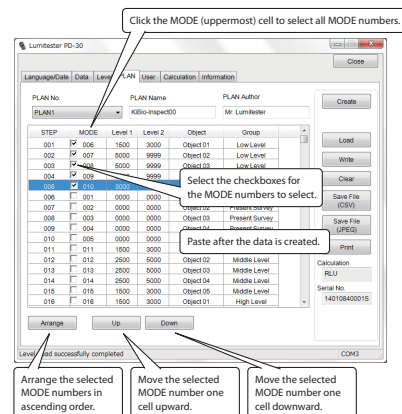 Click the MODE (uppermost) cell to select all MODE numbers.
Lumitester PD-30
Close
Language/Date Data Level PLAN User Calculation Information
PLAN No. PLAN Name PLAN Author
PLAN1 KiBio-Inspect00 Mr. Lumitester
Create
STEP MODE Level 1 Level 2 Object Group
001 006 1500 3000 Object 01 Low Level
002 007 5000 9999 Object 02 Low Level
003 008 5000 9999 Object 03 Low Level
004 009 9999
005 010 3000
006 001 0000 0000
007 002 0000 0000 Object 02 Present Survey
008 003 0000 0000 Object 03 Present Survey
009 004 0000 0000 Object 04 Present Survey
010 005 0000 0000
011 011 1500 3000
012 012 2500 5000 Object 02 Middle Level
013 013 2500 5000 Object 03 Middle Level
014 014 2500 5000 Object 04 Middle Level
015 015 1500 3000 Object 05 Middle Level
016 016 1500 3000 Object 01 High Level
Select the checkboxes for
the MODE numbers to select.
Paste after the data is created.
Load
Write
Clear
Save File
(CSV)
Save File
(JPEG)
Print
Calculation
RLU
Serial No.
14010840001S
Arrange Up Down
Level load successfully completed COM3
Arrange the selected
MODE numbers in
ascending order.
Move the selected
MODE number one
cell upward.
Move the selected
MODE number one
cell downward.